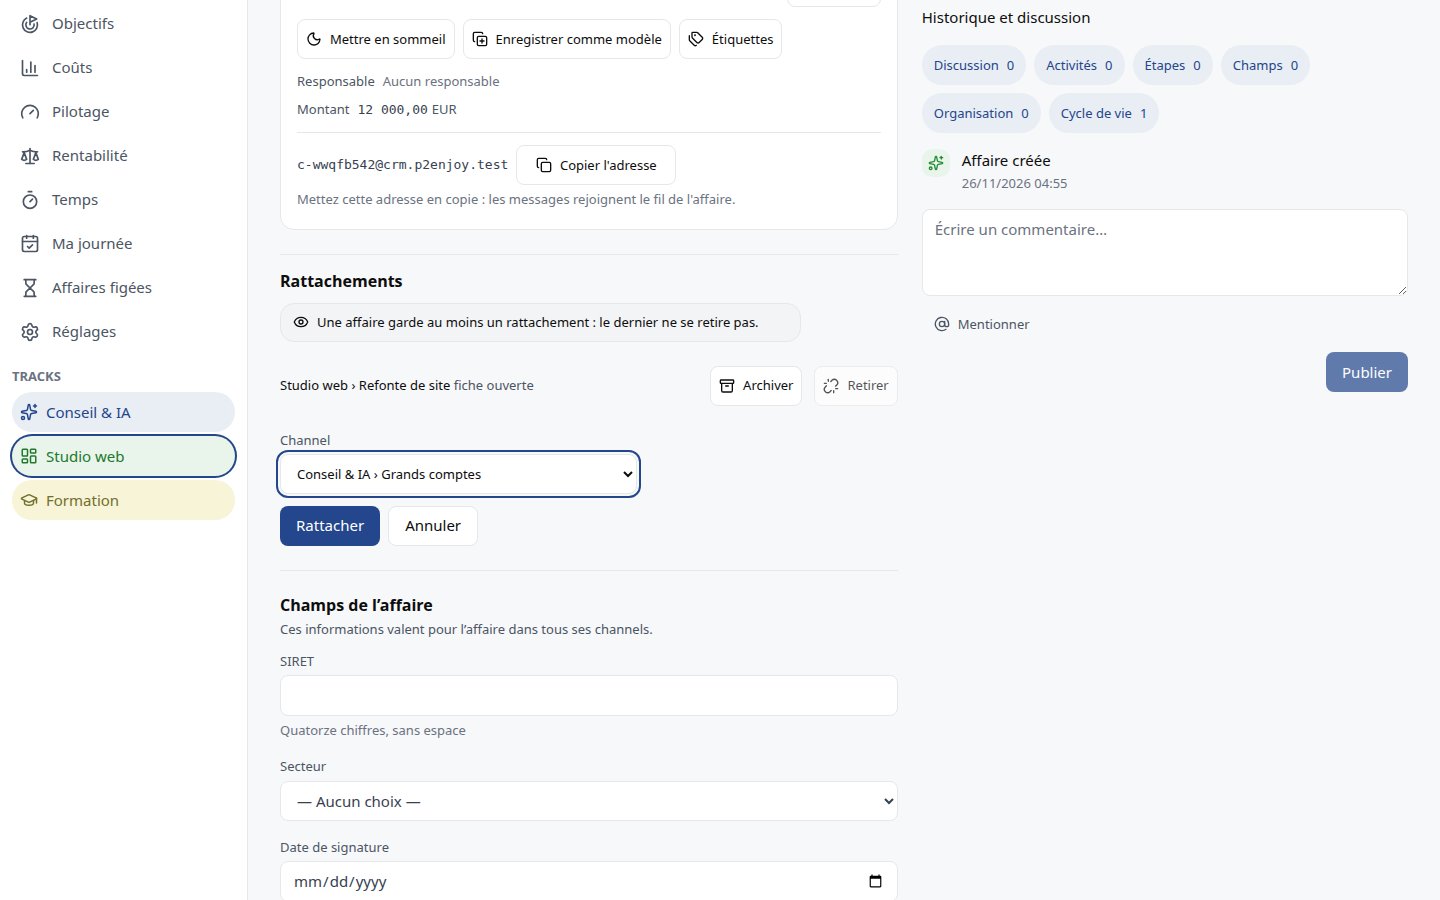 Objectifs
Coûts
Pilotage
Rentabilité
Temps
Ma journée
Affaires figées
Réglages
TRACKS
Conseil & IA
Studio web
Formation
Mettre en sommeil
Enregistrer comme modèle
Étiquettes
Responsable Aucun responsable
Montant 12 000,00 EUR
c-wwqfb542@crm.p2enjoy.test
Copier l'adresse
Mettez cette adresse en copie : les messages rejoignent le fil de l'affaire.
Rattachements
Une affaire garde au moins un rattachement : le dernier ne se retire pas.
Studio web › Refonte de site fiche ouverte
Archiver
Retirer
Channel
Conseil & IA › Grands comptes
Rattacher
Annuler
Champs de l’affaire
Ces informations valent pour l’affaire dans tous ses channels.
SIRET
Quatorze chiffres, sans espace
Secteur
— Aucun choix —
Date de signature
mm/dd/yyyy
Historique et discussion
Discussion 0
Activités 0
Étapes 0
Champs 0
Organisation 0
Cycle de vie 1
Affaire créée
26/11/2026 04:55
Écrire un commentaire...
Mentionner
Publier